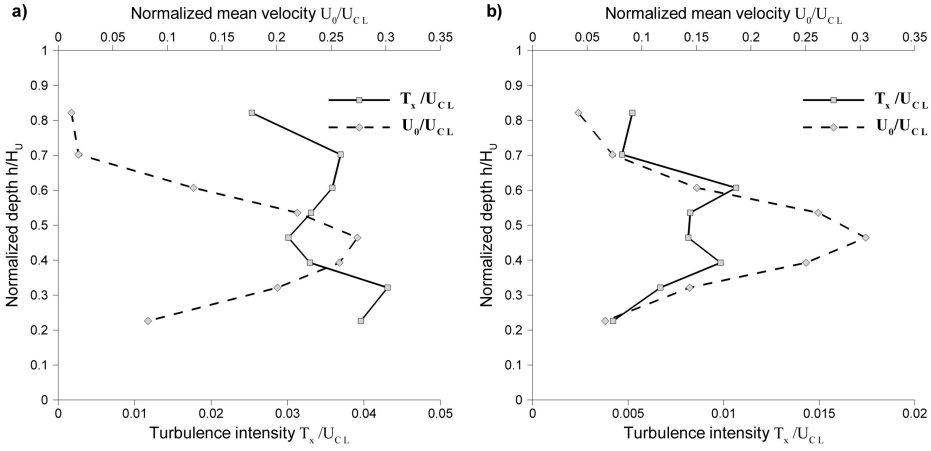 a)
Normalized mean velocity U0/UCL
0 0.05 0.1 0.15 0.2 0.25 0.3 0.35
1
0.9
0.8
0.7
0.6
0.5
0.4
0.3
0.2
0.1
0
Normalized depth h/HU
Tx/UCL
U0/UCL
0 0.01 0.02 0.03 0.04 0.05
Turbulence intensity Tx/UCL
b)
Normalized mean velocity U0/UCL
0 0.05 0.1 0.15 0.2 0.25 0.3 0.35
1
0.9
0.8
0.7
0.6
0.5
0.4
0.3
0.2
0.1
0
Normalized depth h/HU
Tx/UCL
U0/UCL
0 0.005 0.01 0.015 0.02
Turbulence intensity Tx/UCL